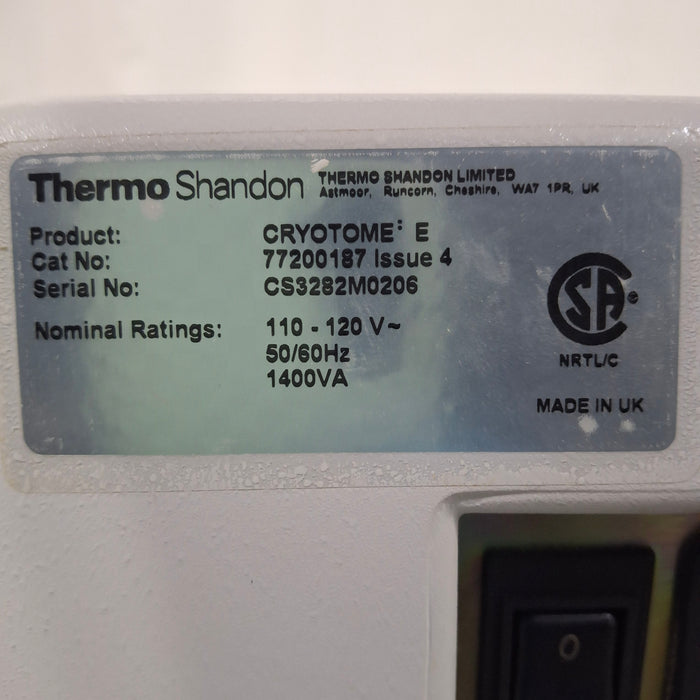 Thermo Shandon THERMO SHANDON LIMITED
Astmoor, Runcorn, Cheshire, WA7 1PR, UK
Product: CRYOTOME: E
Cat No: 77200187 Issue 4
Serial No: CS3282M0206
Nominal Ratings: 110 - 120 V~
50/60Hz
1400VA
SA
NRTL/C
MADE IN UK
O